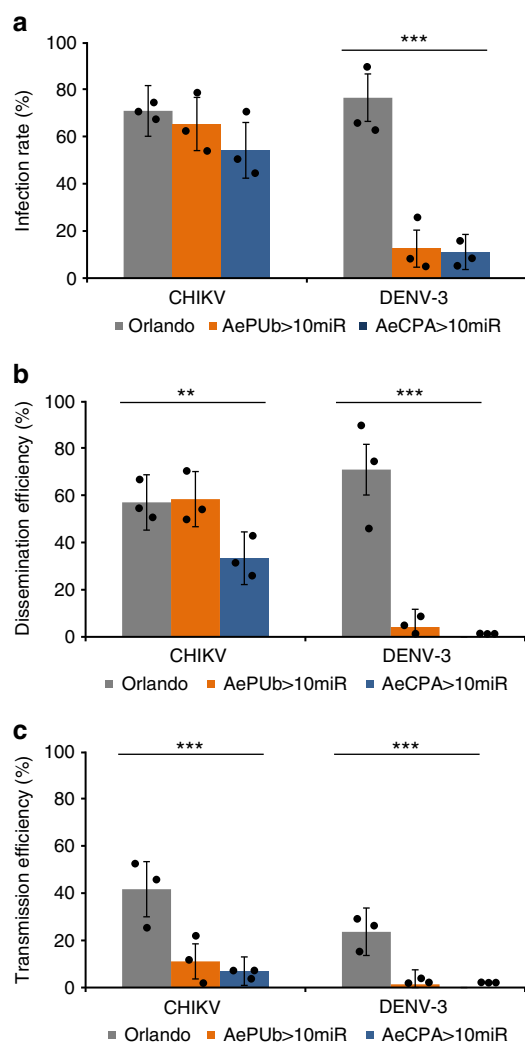 a
***
Infection rate (%)
100
80
60
40
20
0
CHIKV DENV-3
Orlando AePUb>10miR AeCPA>10miR
b
** ***
Dissemination efficiency (%)
100
80
60
40
20
0
CHIKV DENV-3
Orlando AePUb>10miR AeCPA>10miR
c
*** ***
Transmission efficiency (%)
100
80
60
40
20
0
CHIKV DENV-3
Orlando AePUb>10miR AeCPA>10miR